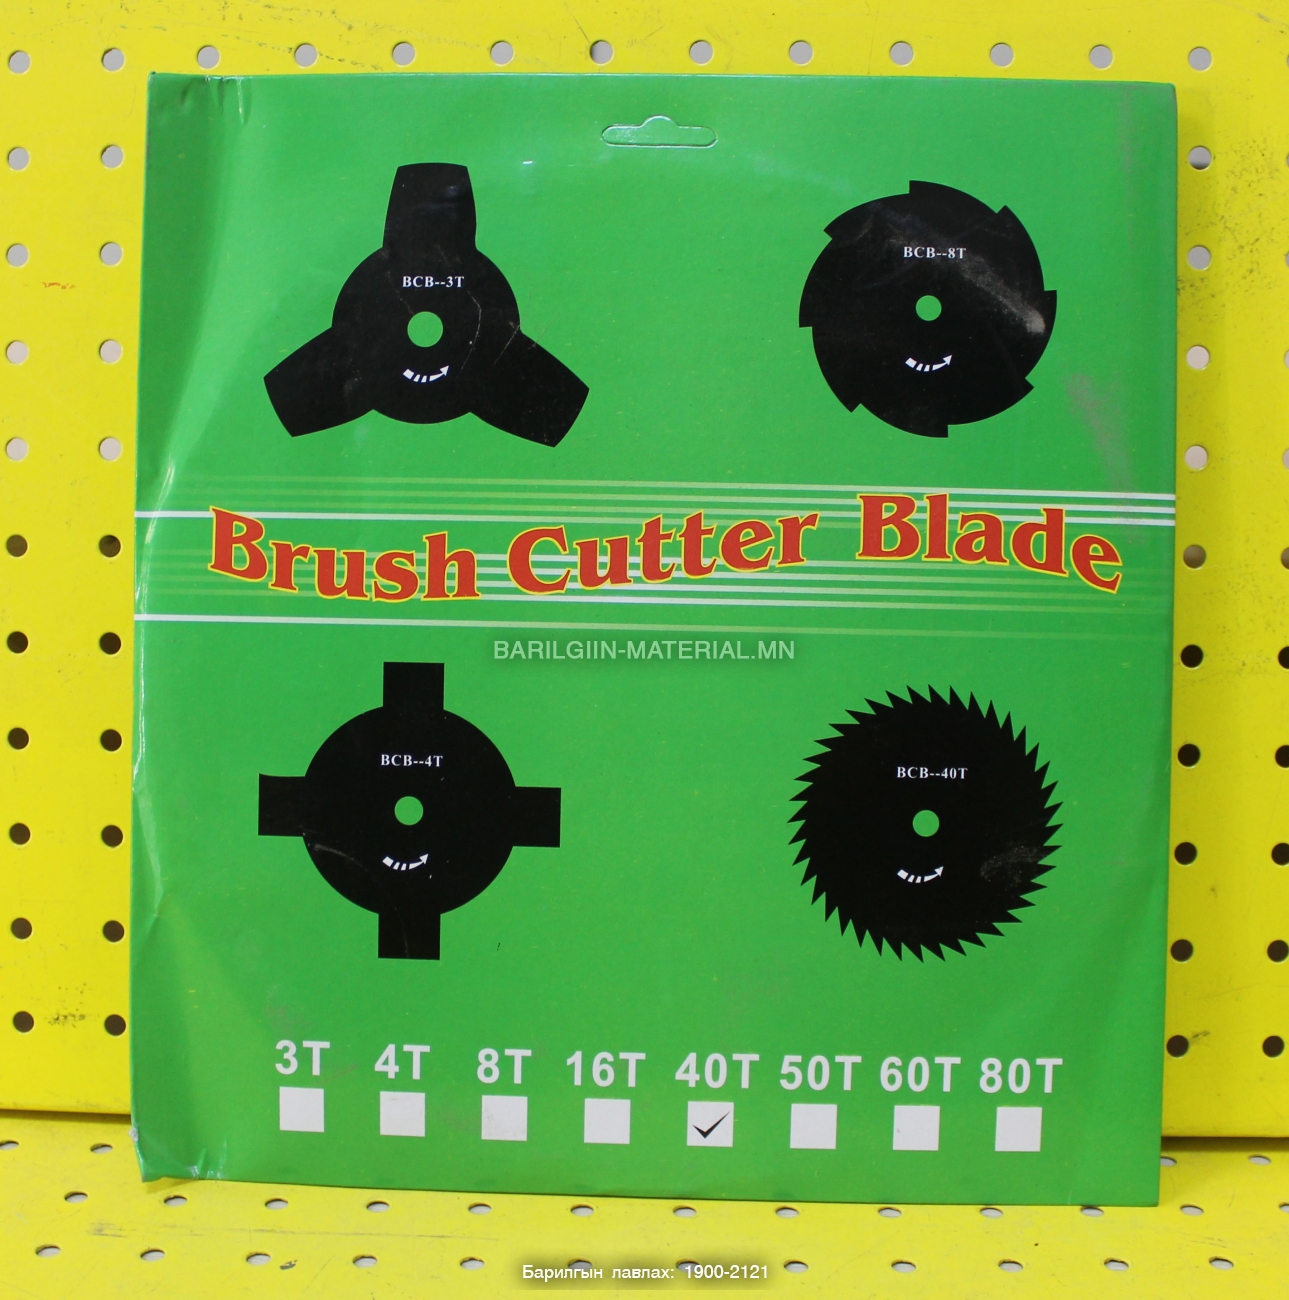 BCB--3T
BCB--8T
Brush Cutter Blade
BARILGIIN-MATERIAL.MN
BCB--4T
BCB--40T
3T 4T 8T 16T 40T 50T 60T 80T
Барилгын лавлах: 1900-2121